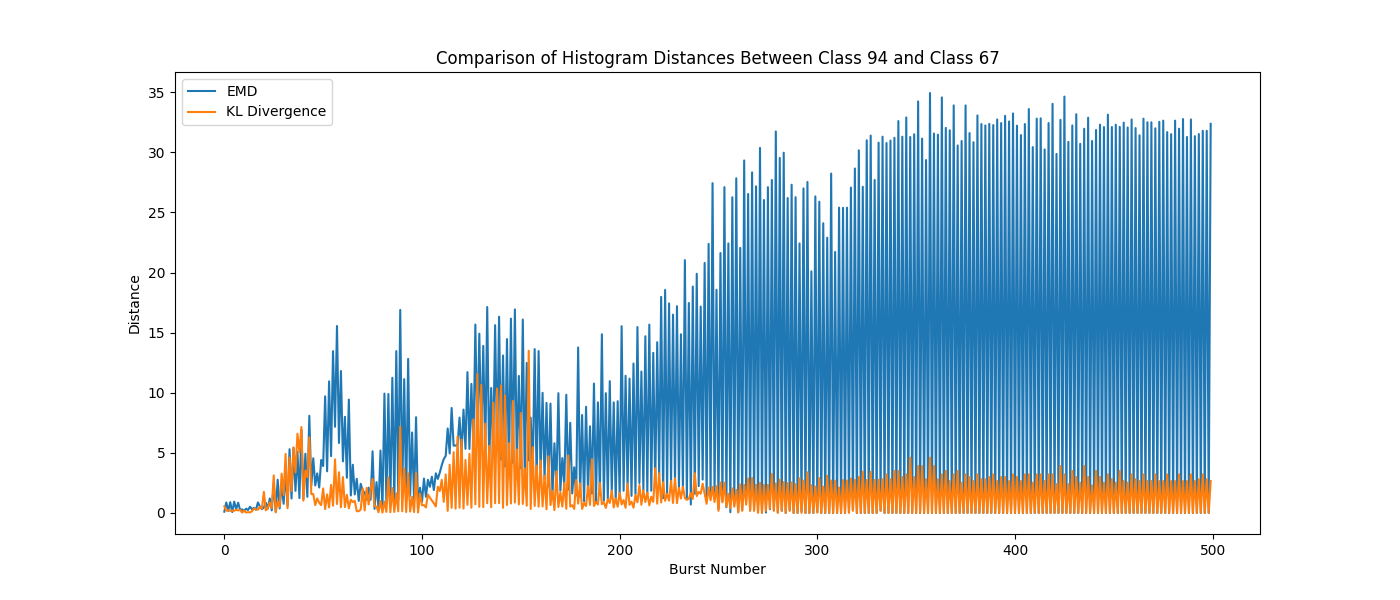 Comparison of Histogram Distances Between Class 94 and Class 67
EMD
KL Divergence
Distance
35
30
25
20
15
10
5
0
0 100 200 300 400 500
Burst Number